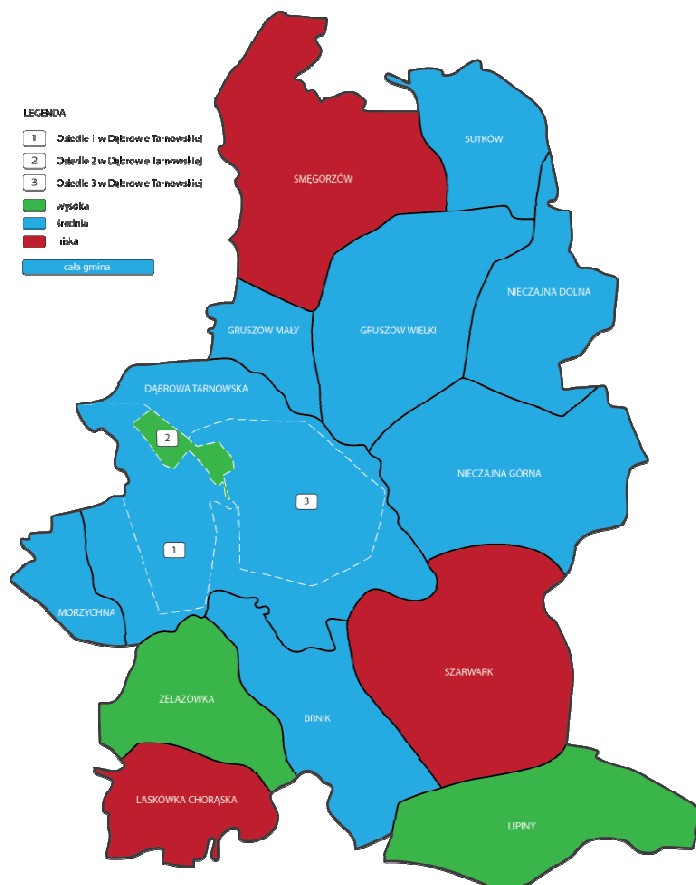 LEGENDA
1 Osiedle 1 w Dąbrowie Tarnowskiej
2 Osiedle 2 w Dąbrowie Tarnowskiej
3 Osiedle 3 w Dąbrowie Tarnowskiej
wysoka
średnia
niska
cała gmina
SUTKÓW
SMĘGORZÓW
NIECZAJNA DOLNA
GRUSZÓW MAŁY
GRUSZÓW WIELKI
DĄBROWA TARNOWSKA
2
NIECZAJNA GÓRNA
3
1
MORZYCHNA
SZARWARK
ŻELAZÓWKA
BRNIK
LASKÓWKA CHORĄSKA
LIPINY